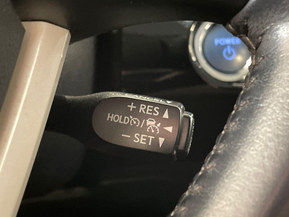 POWER
+ RES ▲
HOLD / ◀
− SET ▼